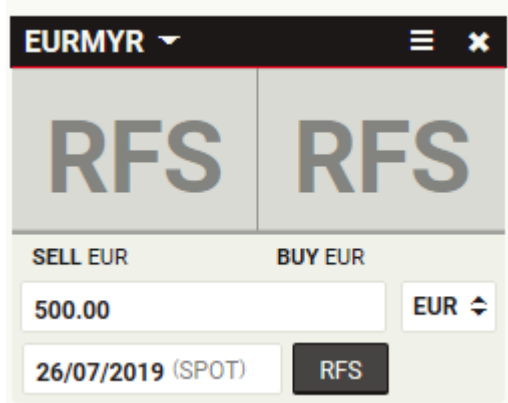 EURMYR
RFS RFS
SELL EUR BUY EUR
500.00 EUR
26/07/2019 (SPOT) RFS